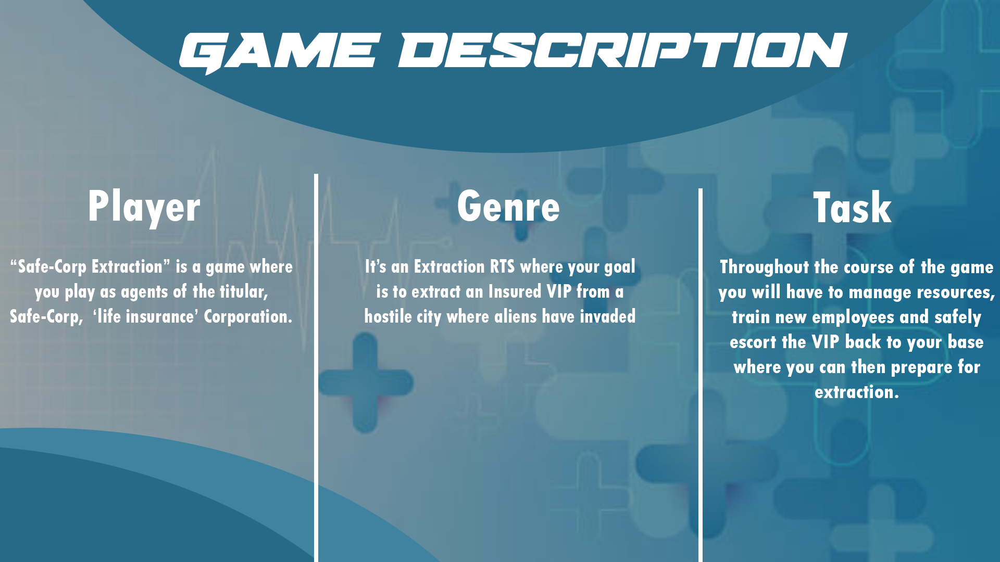 GAME DESCRIPTION
Player
“Safe-Corp Extraction” is a game where
you play as agents of the titular,
Safe-Corp,  ‘life insurance’ Corporation.
Genre
It’s an Extraction RTS where your goal
is to extract an Insured VIP from a
hostile city where aliens have invaded
Task
Throughout the course of the game
you will have to manage resources,
train new employees and safely
escort the VIP back to your base
where you can then prepare for
extraction.